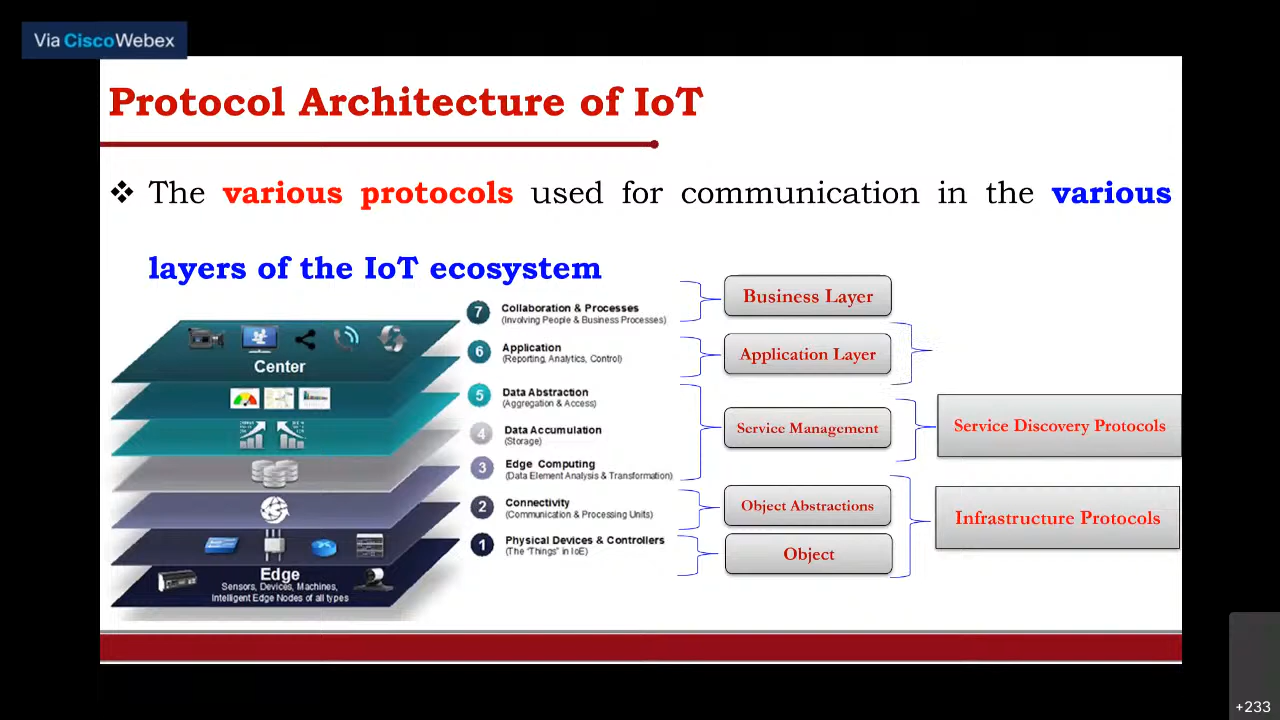 Via Cisco Webex
Protocol Architecture of IoT
❖ The various protocols used for communication in the various
layers of the IoT ecosystem
Center
Edge
Sensors, Devices, Machines,
Intelligent Edge Nodes of all types
7 Collaboration & Processes
(Involving People & Business Processes)
6 Application
(Reporting, Analytics, Control)
5 Data Abstraction
(Aggregation & Access)
4 Data Accumulation
(Storage)
3 Edge Computing
(Data Element Analysis & Transformation)
2 Connectivity
(Communication & Processing Units)
1 Physical Devices & Controllers
(The "Things" in IoE)
Business Layer
Application Layer
Service Management
Object Abstractions
Object
Service Discovery Protocols
Infrastructure Protocols
+233